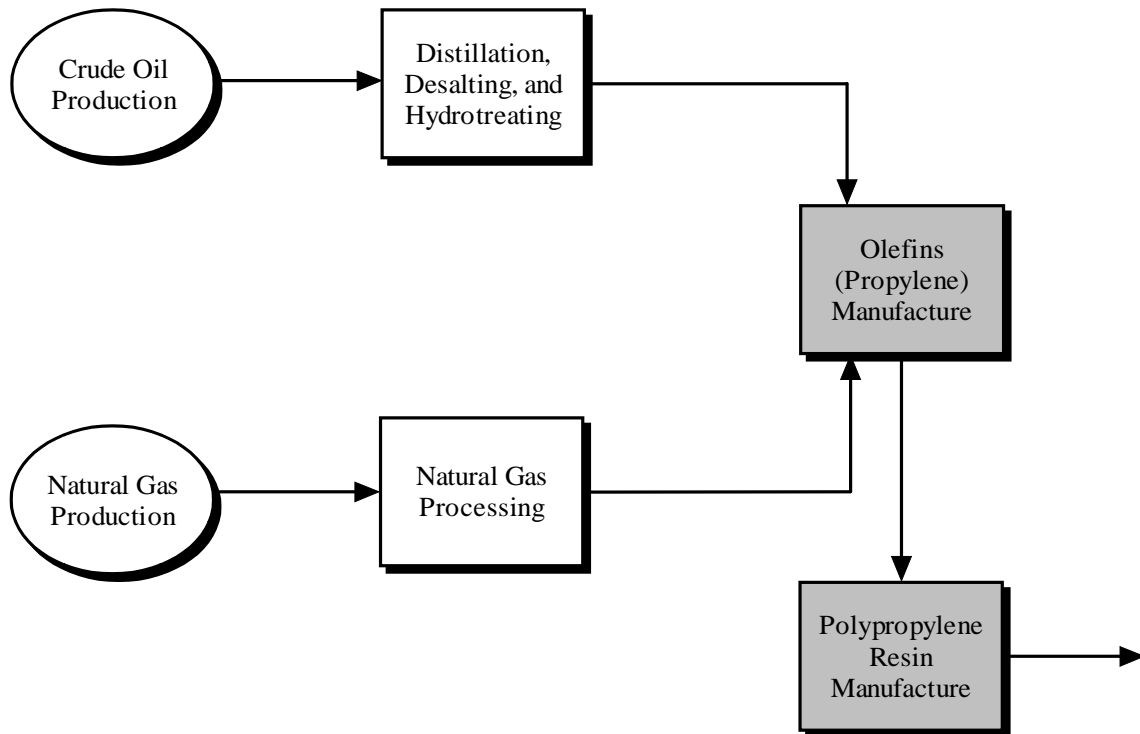 Crude Oil
Production
Distillation,
Desalting, and
Hydrotreating
Olefins
(Propylene)
Manufacture
Natural Gas
Production
Natural Gas
Processing
Polypropylene
Resin
Manufacture